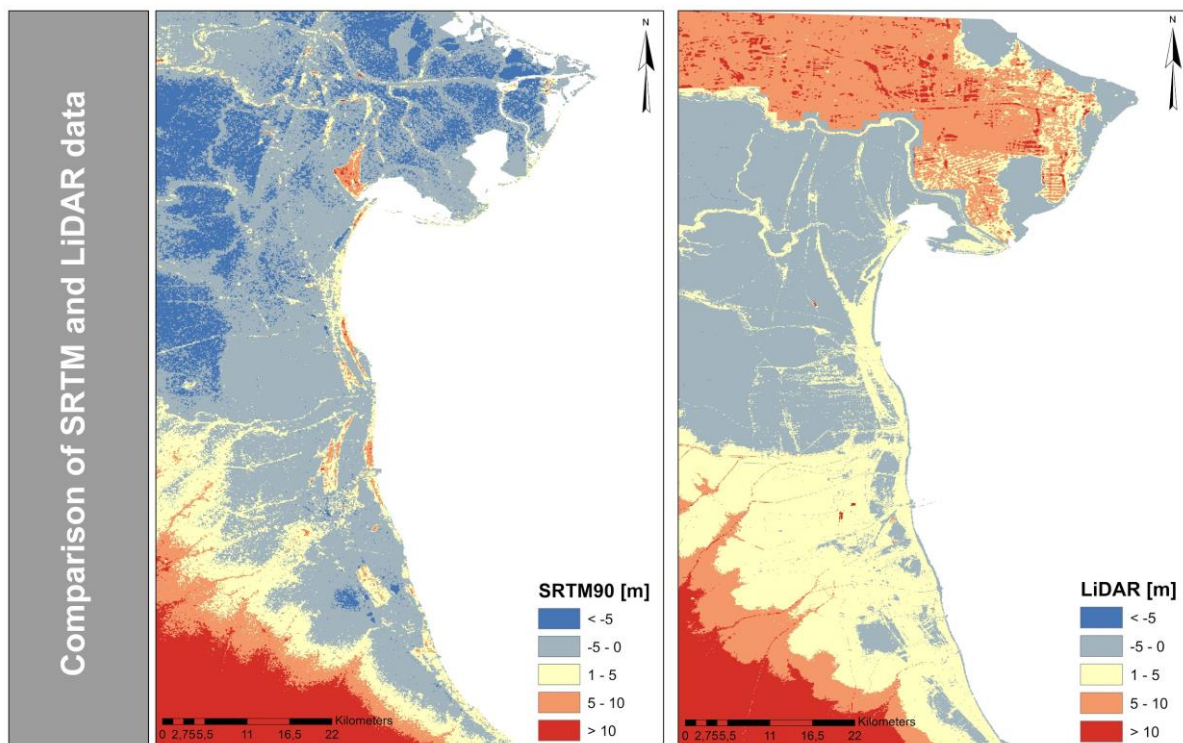 Comparison of SRTM and LiDAR data
N
SRTM90 [m]
< -5
-5 - 0
1 - 5
5 - 10
> 10
Kilometers
0 2,755,5 11 16,5 22
N
LiDAR [m]
< -5
-5 - 0
1 - 5
5 - 10
> 10
Kilometers
0 2,755,5 11 16,5 22